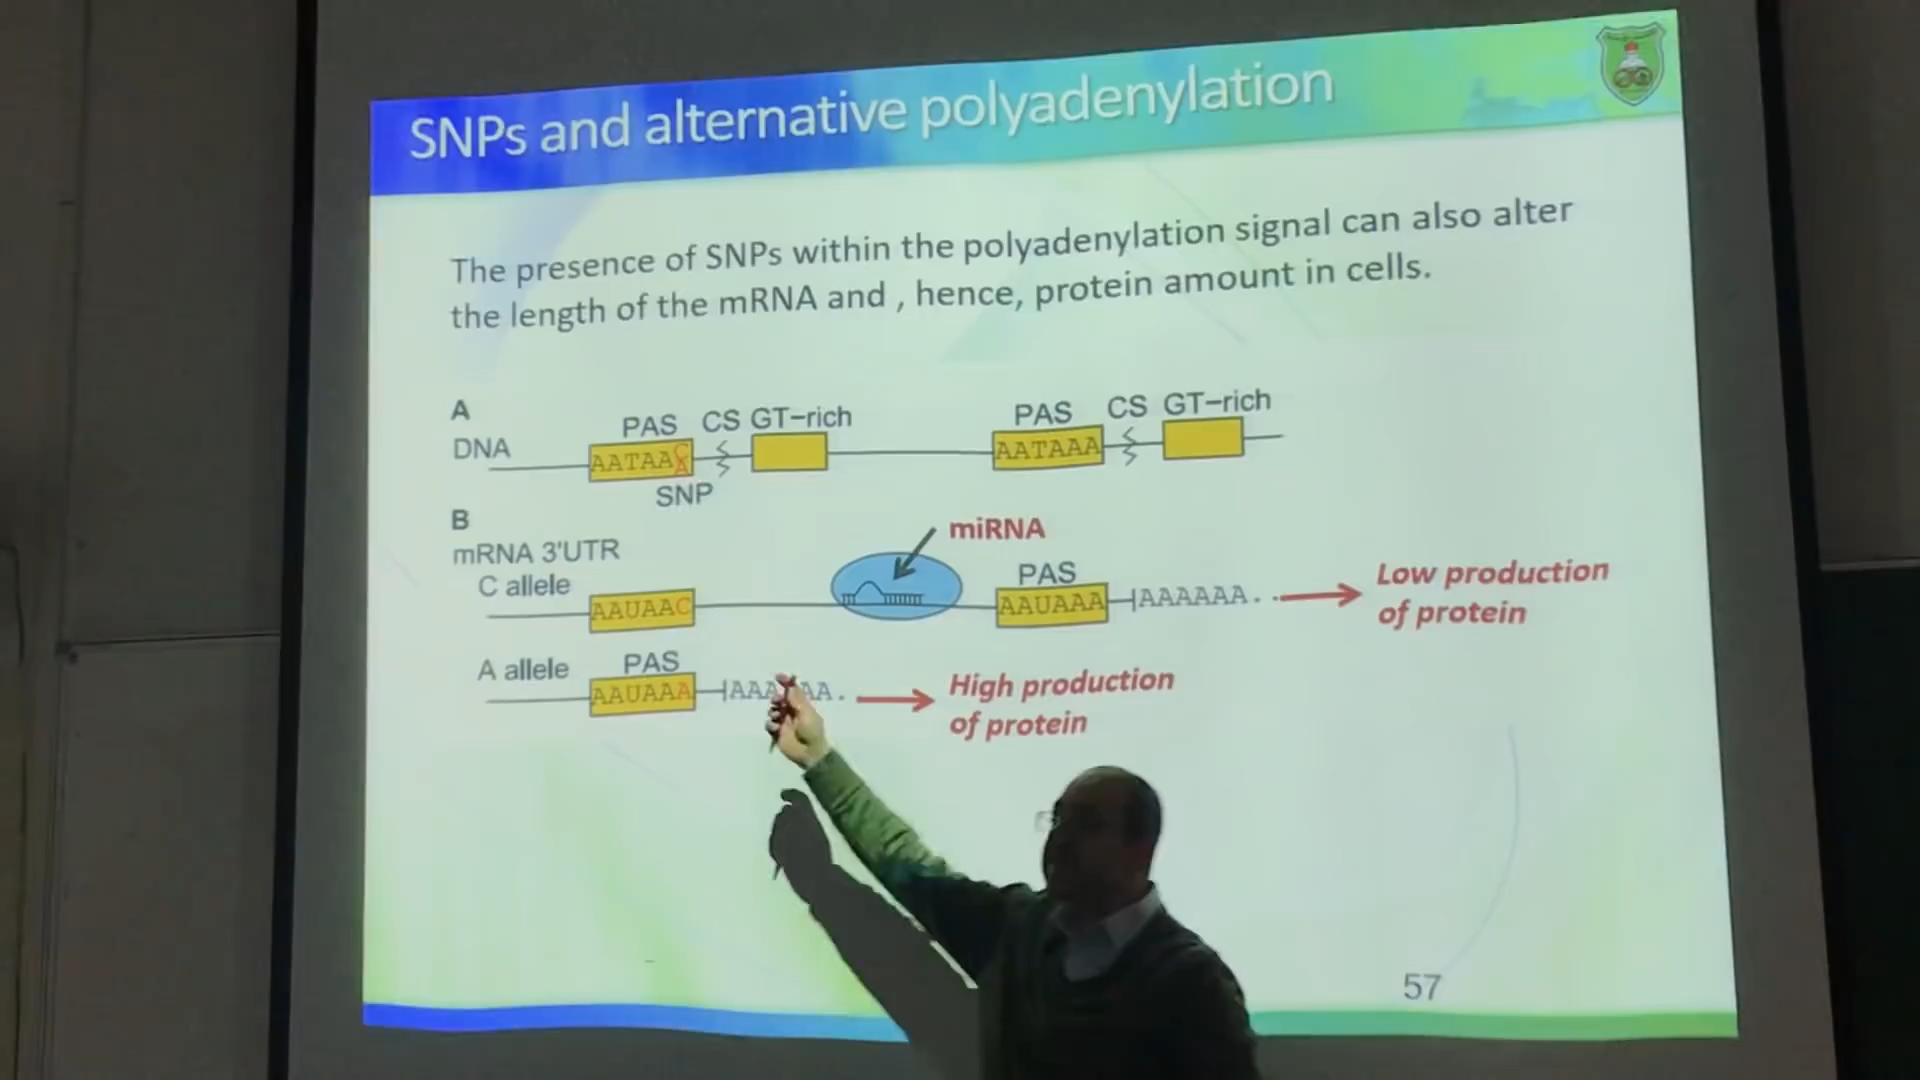 SNPs and alternative polyadenylation
The presence of SNPs within the polyadenylation signal can also alter
the length of the mRNA and , hence, protein amount in cells.
A
PAS CS GT-rich PAS CS GT-rich
DNA AATAAC AATAAA
A
SNP
B
mRNA 3'UTR
miRNA
C allele AAUAAC PAS AAUAAA AAAAAA. . Low production
of protein
A allele PAS AAUAAA High production
of protein
57